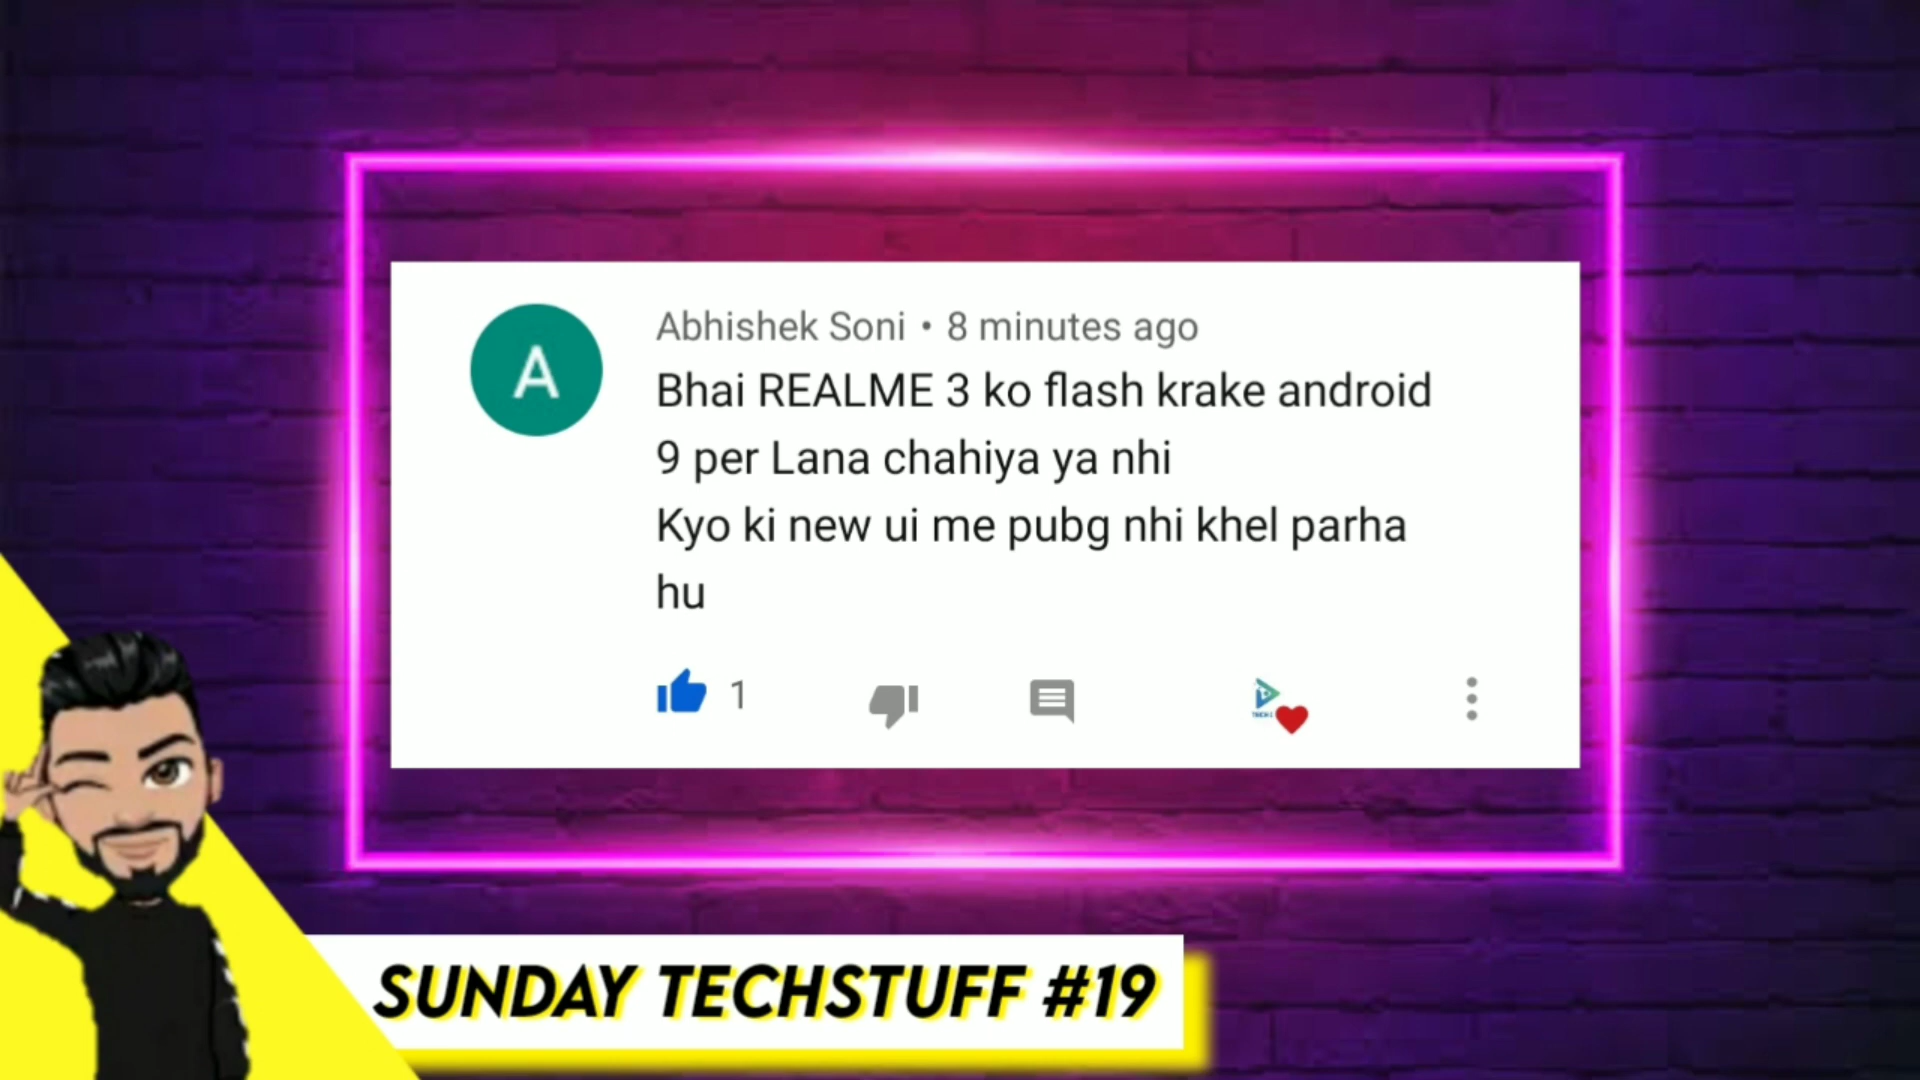 A
Abhishek Soni • 8 minutes ago
Bhai REALME 3 ko flash krake android
9 per Lana chahiya ya nhi
Kyo ki new ui me pubg nhi khel parha
hu
1
SUNDAY TECHSTUFF #19